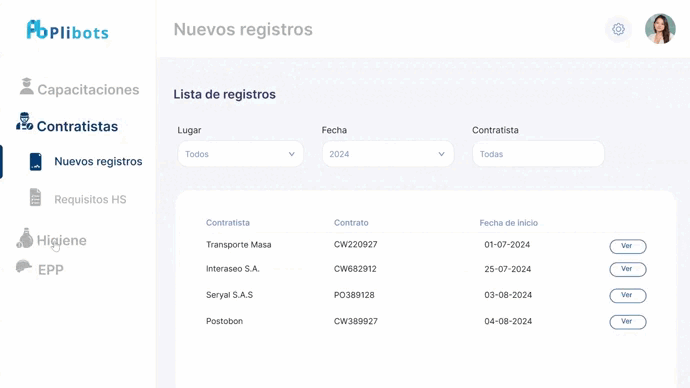 Plibots
Nuevos registros
Capacitaciones
Contratistas
Nuevos registros
Requisitos HS
Higiene
EPP
Lista de registros
Lugar Fecha Contratista
Todos 2024 Todas
Contratista Contrato Fecha de inicio
Transporte Masa CW220927 01-07-2024 Ver
Interaseo S.A. CW682912 25-07-2024 Ver
Seryal S.A.S PO389128 03-08-2024 Ver
Postobon CW389927 04-08-2024 Ver